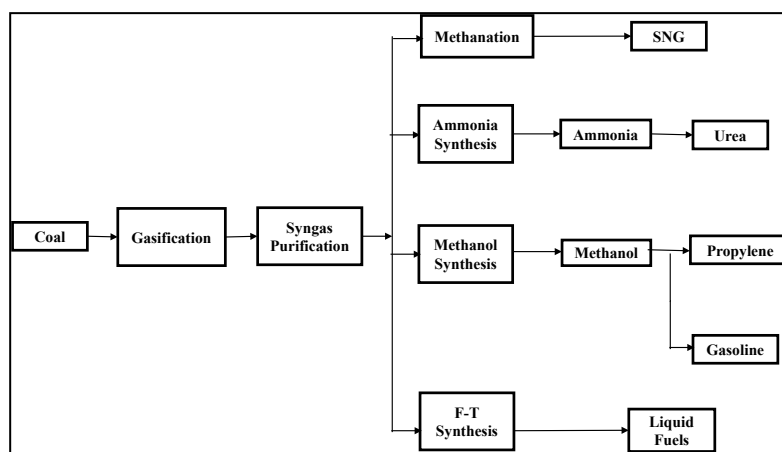 Methanation
SNG
Ammonia
Synthesis
Ammonia
Urea
Coal
Gasification
Syngas
Purification
Methanol
Synthesis
Methanol
Propylene
Gasoline
F-T
Synthesis
Liquid
Fuels